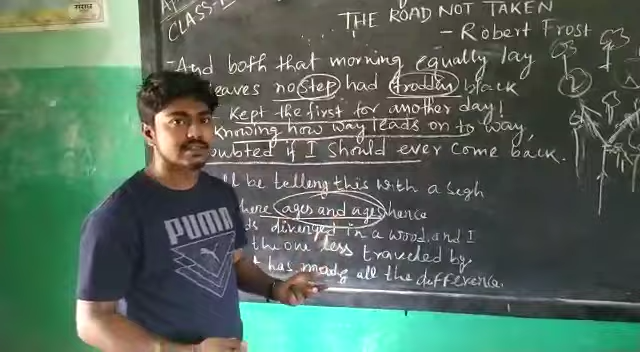 संग्राम
CLASS-
THE ROAD NOT TAKEN
- Robert Frost
-And both that morning equally lay
leaves no step had trodden black
Kept the first for another day!
knowing how way leads on to way,
oubted if I should ever come back.
ll be telling this with a segh
here ages and ages hence
ds diverged in a wood, and I
the one less traveled by,
t has made all the difference.
PUMA